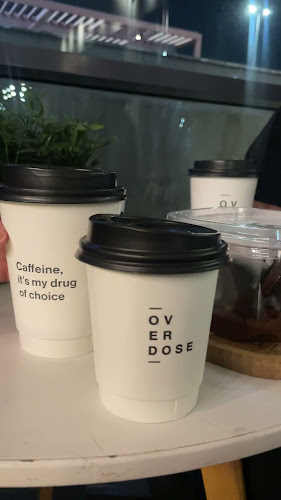 Caffeine,
it's my drug
of choice
OV
ER
DOSE
O V